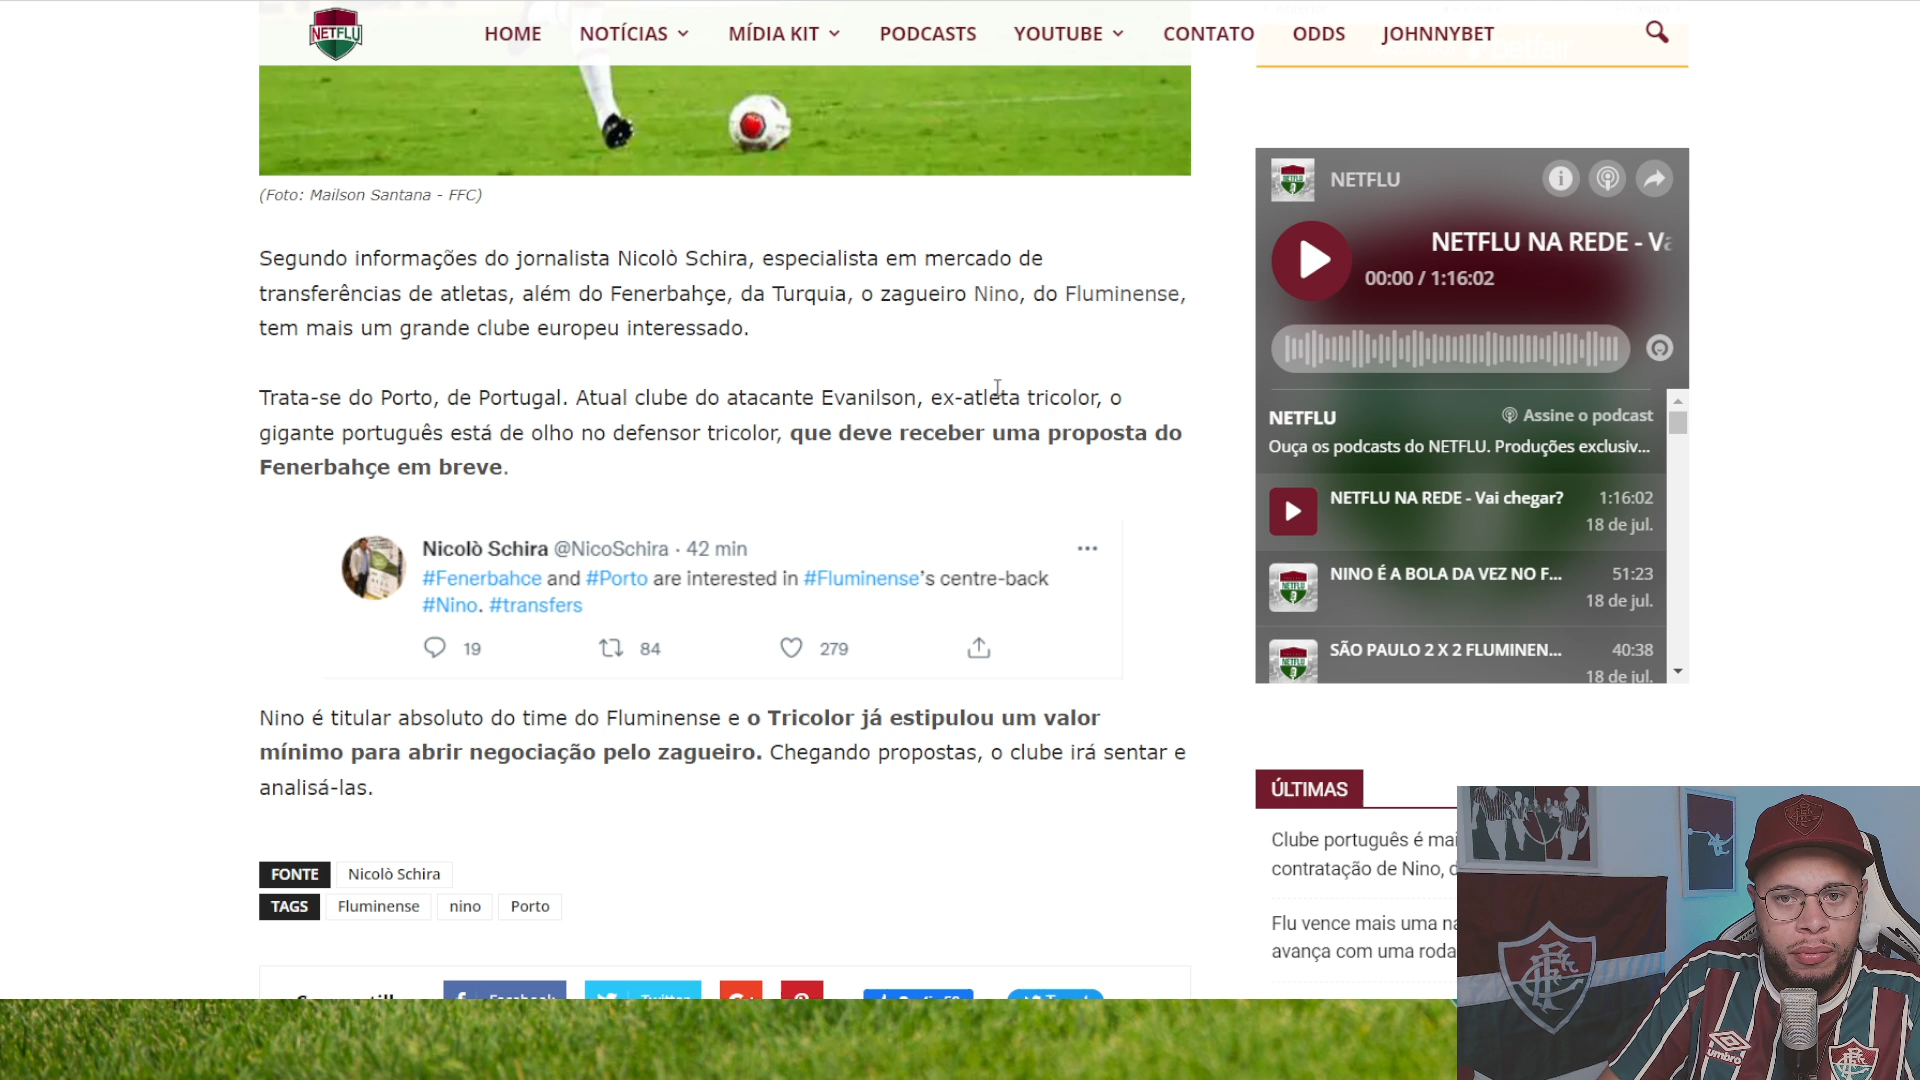 NETFLU
HOME
NOTÍCIAS
MÍDIA KIT
PODCASTS
YOUTUBE
CONTATO
ODDS
JOHNNYBET
betfair
(Foto: Mailson Santana - FFC)
Segundo informações do jornalista Nicolò Schira, especialista em mercado de
transferências de atletas, além do Fenerbahçe, da Turquia, o zagueiro Nino, do Fluminense,
tem mais um grande clube europeu interessado.
Trata-se do Porto, de Portugal. Atual clube do atacante Evanilson, ex-atleta tricolor, o
gigante português está de olho no defensor tricolor, que deve receber uma proposta do
Fenerbahçe em breve.
Nicolò Schira @NicoSchira · 42 min
#Fenerbahce and #Porto are interested in #Fluminense's centre-back
#Nino. #transfers
19
84
279
Nino é titular absoluto do time do Fluminense e o Tricolor já estipulou um valor
mínimo para abrir negociação pelo zagueiro. Chegando propostas, o clube irá sentar e
analisá-las.
FONTE
Nicolò Schira
TAGS
Fluminense
nino
Porto
Facebook
Twitter
NETFLU
NETFLU NA REDE - Va
00:00 / 1:16:02
NETFLU
Assine o podcast
Ouça os podcasts do NETFLU. Produções exclusiv...
NETFLU NA REDE - Vai chegar?
1:16:02
18 de jul.
NINO É A BOLA DA VEZ NO F...
51:23
18 de jul.
SÃO PAULO 2 X 2 FLUMINEN...
40:38
18 de jul.
ÚLTIMAS
Clube português é mai
contratação de Nino, d
Flu vence mais uma na
avança com uma roda
umbro